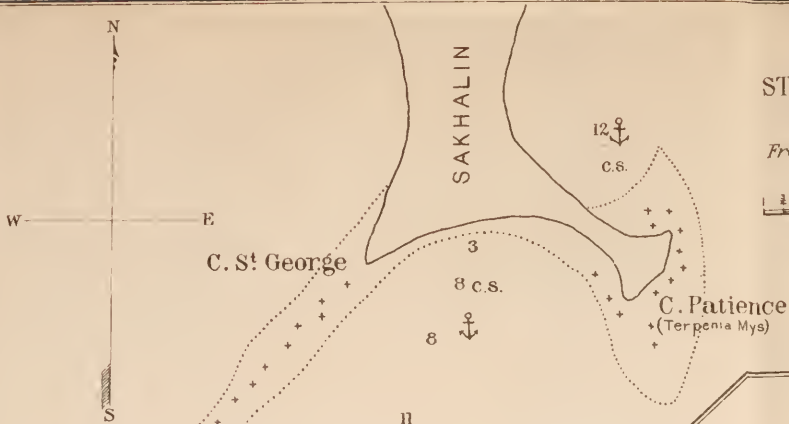 N
ST
SAKHALIN
12
c.s.
Fr
W
E
C. St George
3
8 c.s.
C. Patience
(Terpenia Mys)
8
S
11